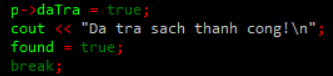 p->daTra = true;
cout << "Da tra sach thanh cong!\n";
found = true;
break;